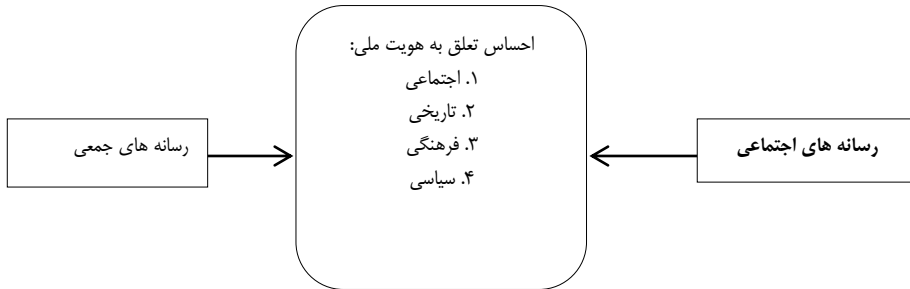 احساس تعلق به هویت ملی:
۱. اجتماعی
۲. تاریخی
۳. فرهنگی
۴. سیاسی
رسانه های اجتماعی
رسانه های جمعی